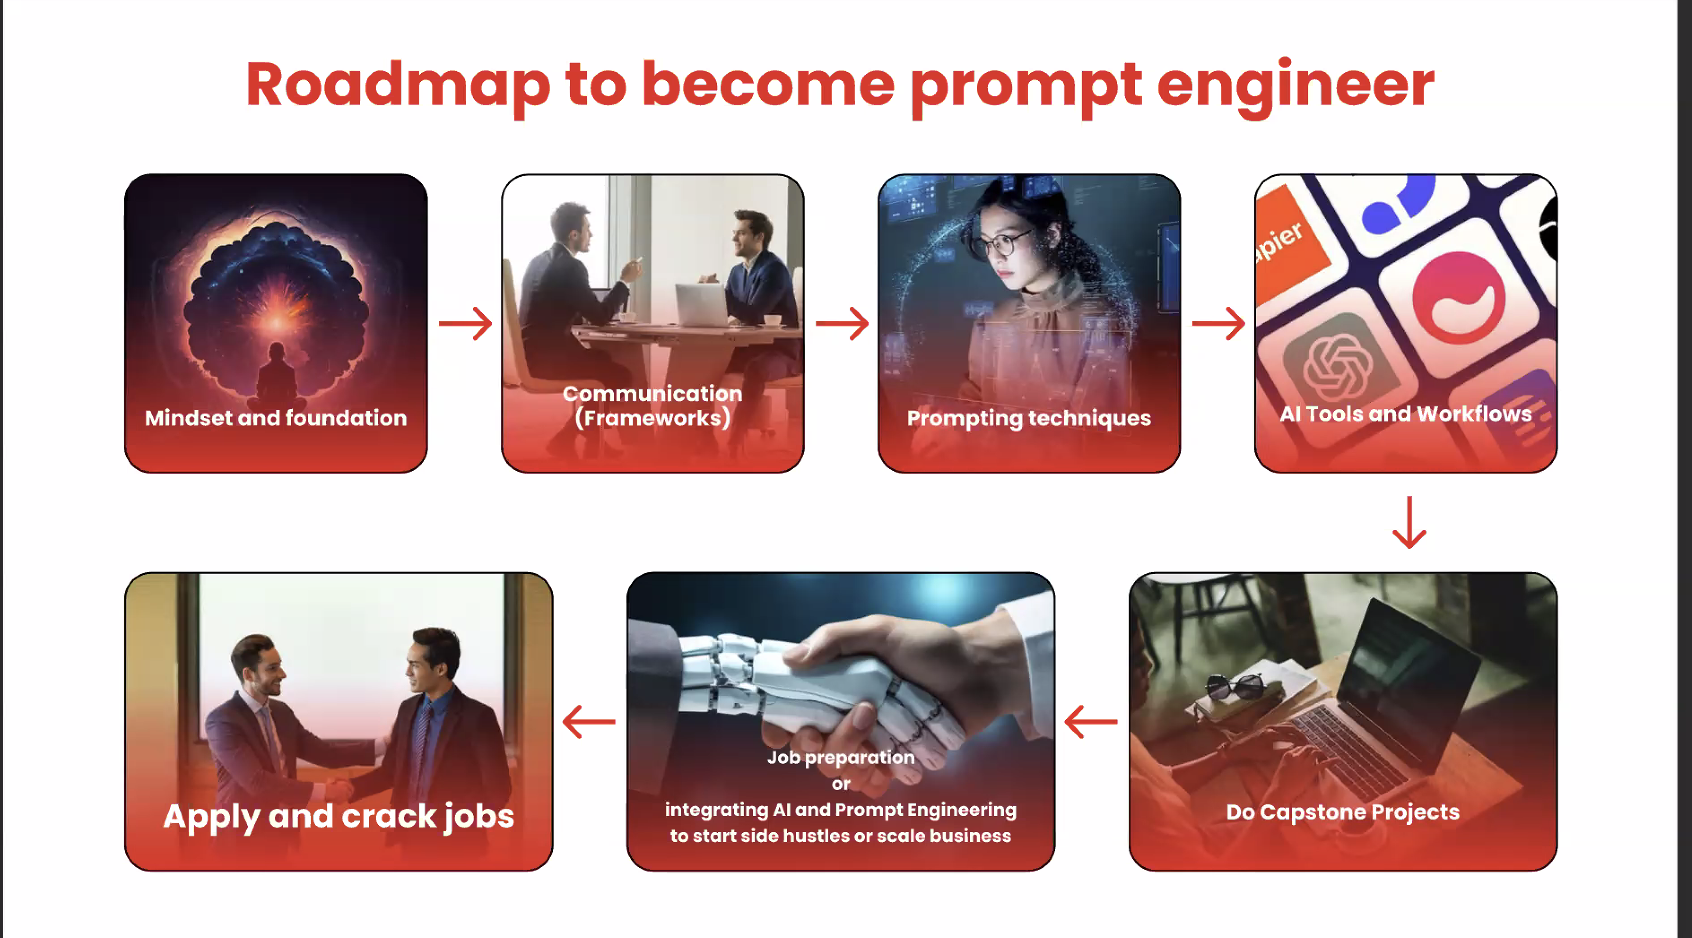 Roadmap to become prompt engineer
Mindset and foundation
Communication
(Frameworks)
Prompting techniques
apier
AI Tools and Workflows
Do Capstone Projects
Job preparation
or
integrating AI and Prompt Engineering
to start side hustles or scale business
Apply and crack jobs